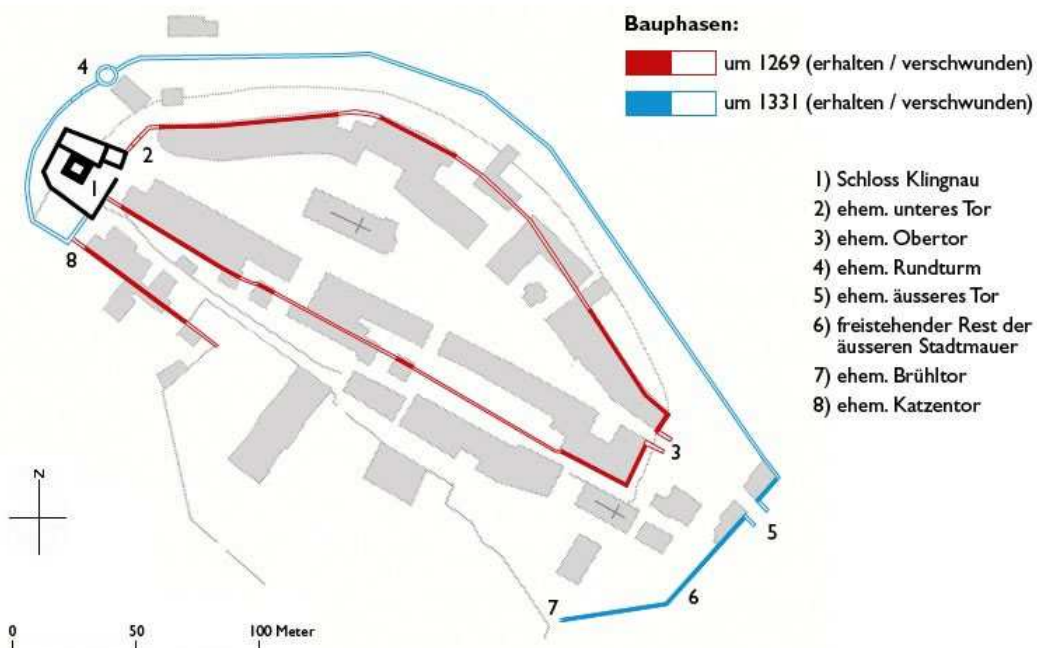 Bauphasen:
um 1269 (erhalten / verschwunden)
um 1331 (erhalten / verschwunden)
1) Schloss Klingnau
2) ehem. unteres Tor
3) ehem. Obertor
4) ehem. Rundturm
5) ehem. äusseres Tor
6) freistehender Rest der
äusseren Stadtmauer
7) ehem. Brühltor
8) ehem. Katzentor
4
2
1
8
3
5
6
7
N
0 50 100 Meter